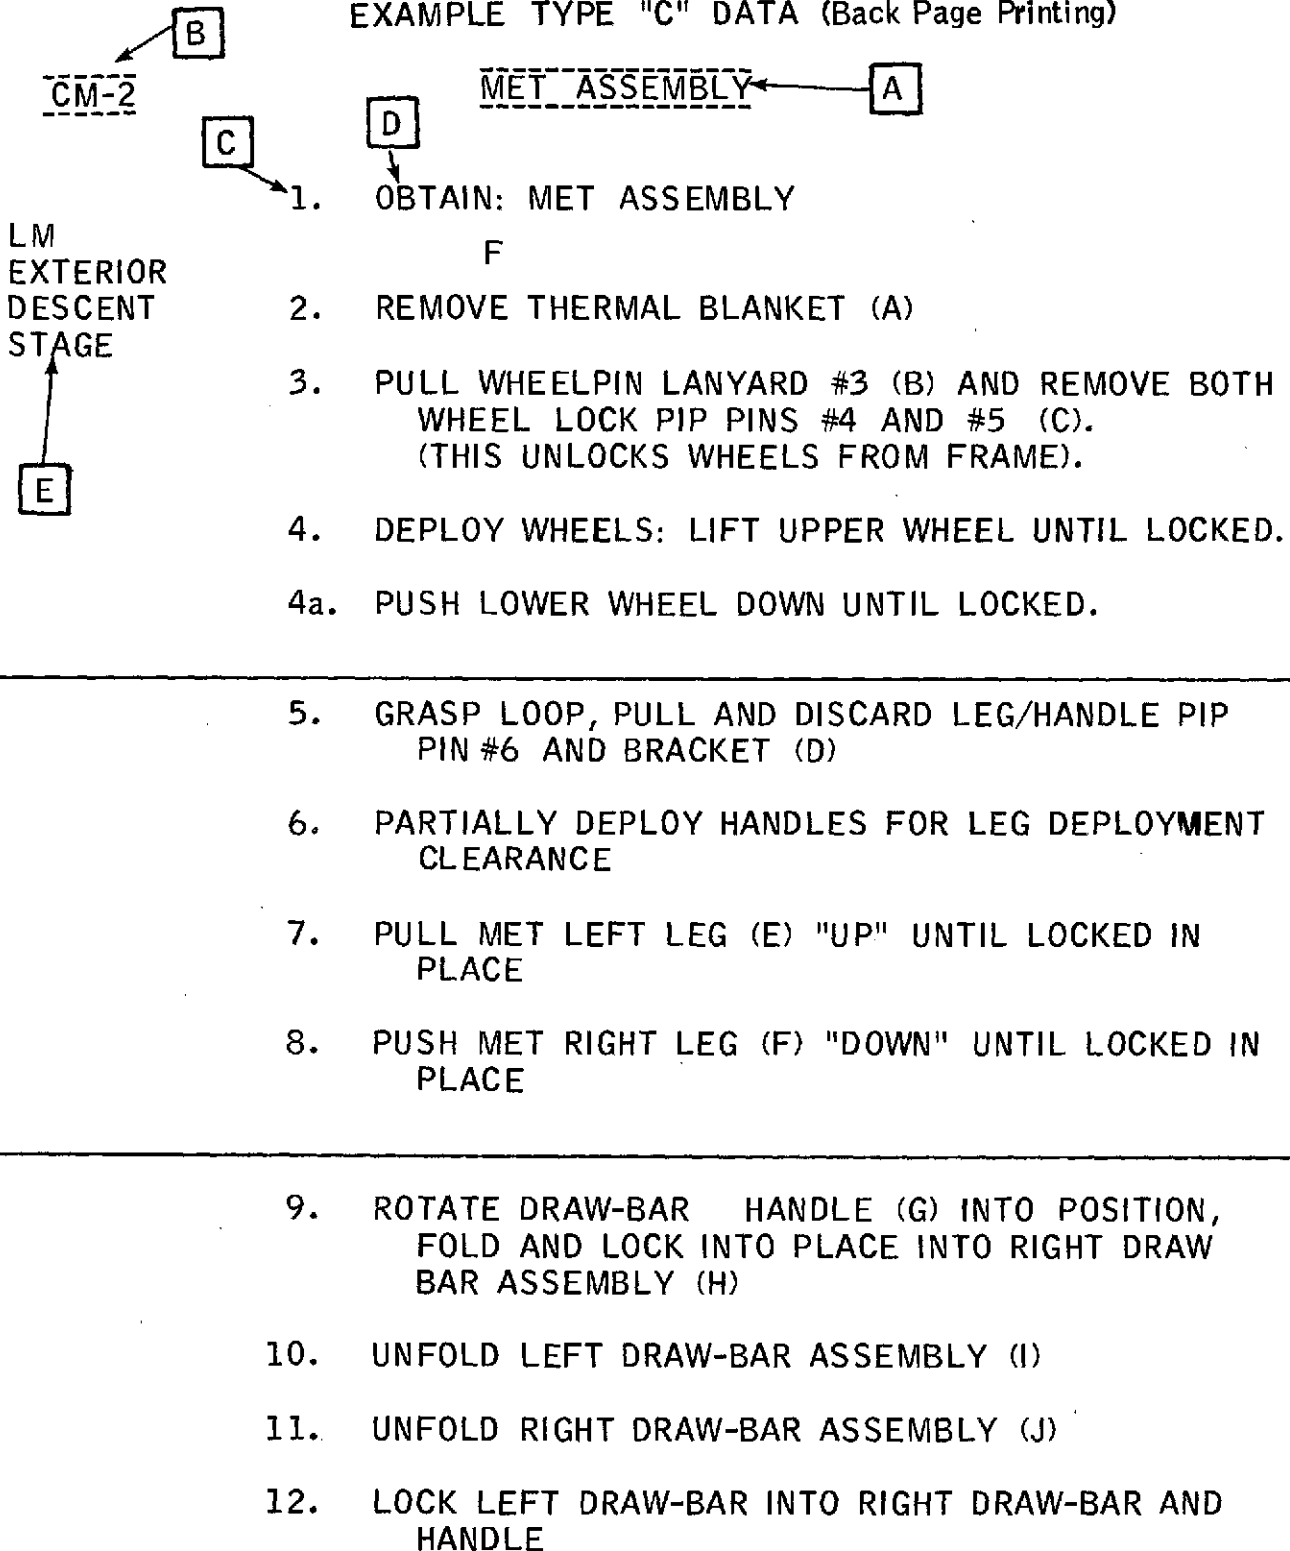 EXAMPLE TYPE "C" DATA (Back Page Printing)
B
CM-2
MET ASSEMBLY
A
D
C
1. OBTAIN: MET ASSEMBLY
F
LM
EXTERIOR
DESCENT
STAGE
E
2. REMOVE THERMAL BLANKET (A)
3. PULL WHEELPIN LANYARD #3 (B) AND REMOVE BOTH
WHEEL LOCK PIP PINS #4 AND #5 (C).
(THIS UNLOCKS WHEELS FROM FRAME).
4. DEPLOY WHEELS: LIFT UPPER WHEEL UNTIL LOCKED.
4a. PUSH LOWER WHEEL DOWN UNTIL LOCKED.
5. GRASP LOOP, PULL AND DISCARD LEG/HANDLE PIP
PIN #6 AND BRACKET (D)
6. PARTIALLY DEPLOY HANDLES FOR LEG DEPLOYMENT
CLEARANCE
7. PULL MET LEFT LEG (E) "UP" UNTIL LOCKED IN
PLACE
8. PUSH MET RIGHT LEG (F) "DOWN" UNTIL LOCKED IN
PLACE
9. ROTATE DRAW-BAR HANDLE (G) INTO POSITION,
FOLD AND LOCK INTO PLACE INTO RIGHT DRAW
BAR ASSEMBLY (H)
10. UNFOLD LEFT DRAW-BAR ASSEMBLY (I)
11. UNFOLD RIGHT DRAW-BAR ASSEMBLY (J)
12. LOCK LEFT DRAW-BAR INTO RIGHT DRAW-BAR AND
HANDLE